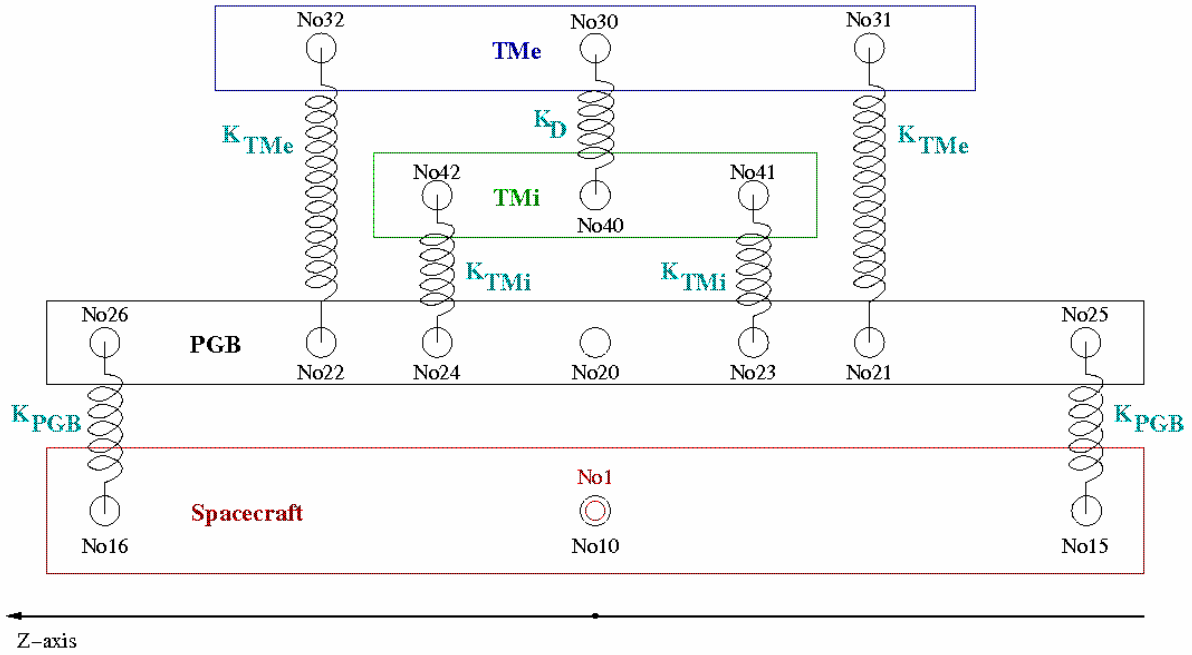 No32
No30
No31
TMe
K_TMe
K_D
K_TMe
No42
No41
TMi
No40
K_TMi
K_TMi
No26
No25
PGB
No22
No24
No20
No23
No21
K_PGB
K_PGB
No1
Spacecraft
No16
No10
No15
Z-axis